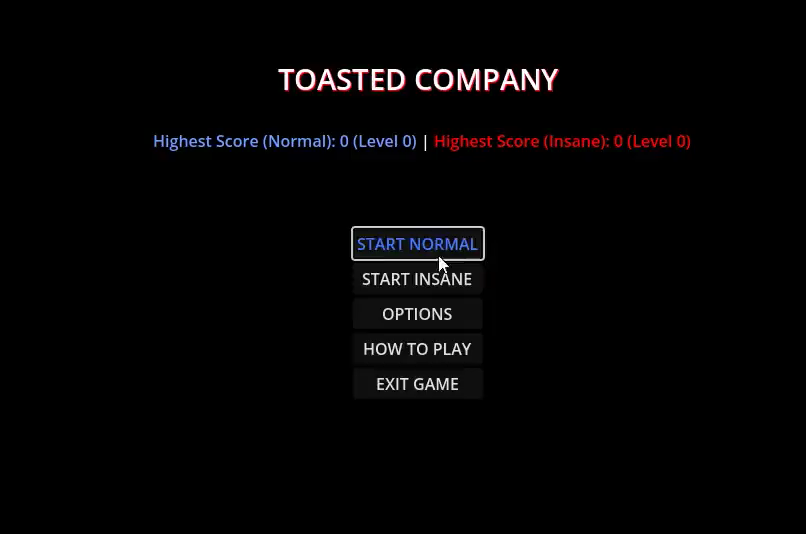 TOASTED COMPANY
Highest Score (Normal): 0 (Level 0) | Highest Score (Insane): 0 (Level 0)
START NORMAL
START INSANE
OPTIONS
HOW TO PLAY
EXIT GAME